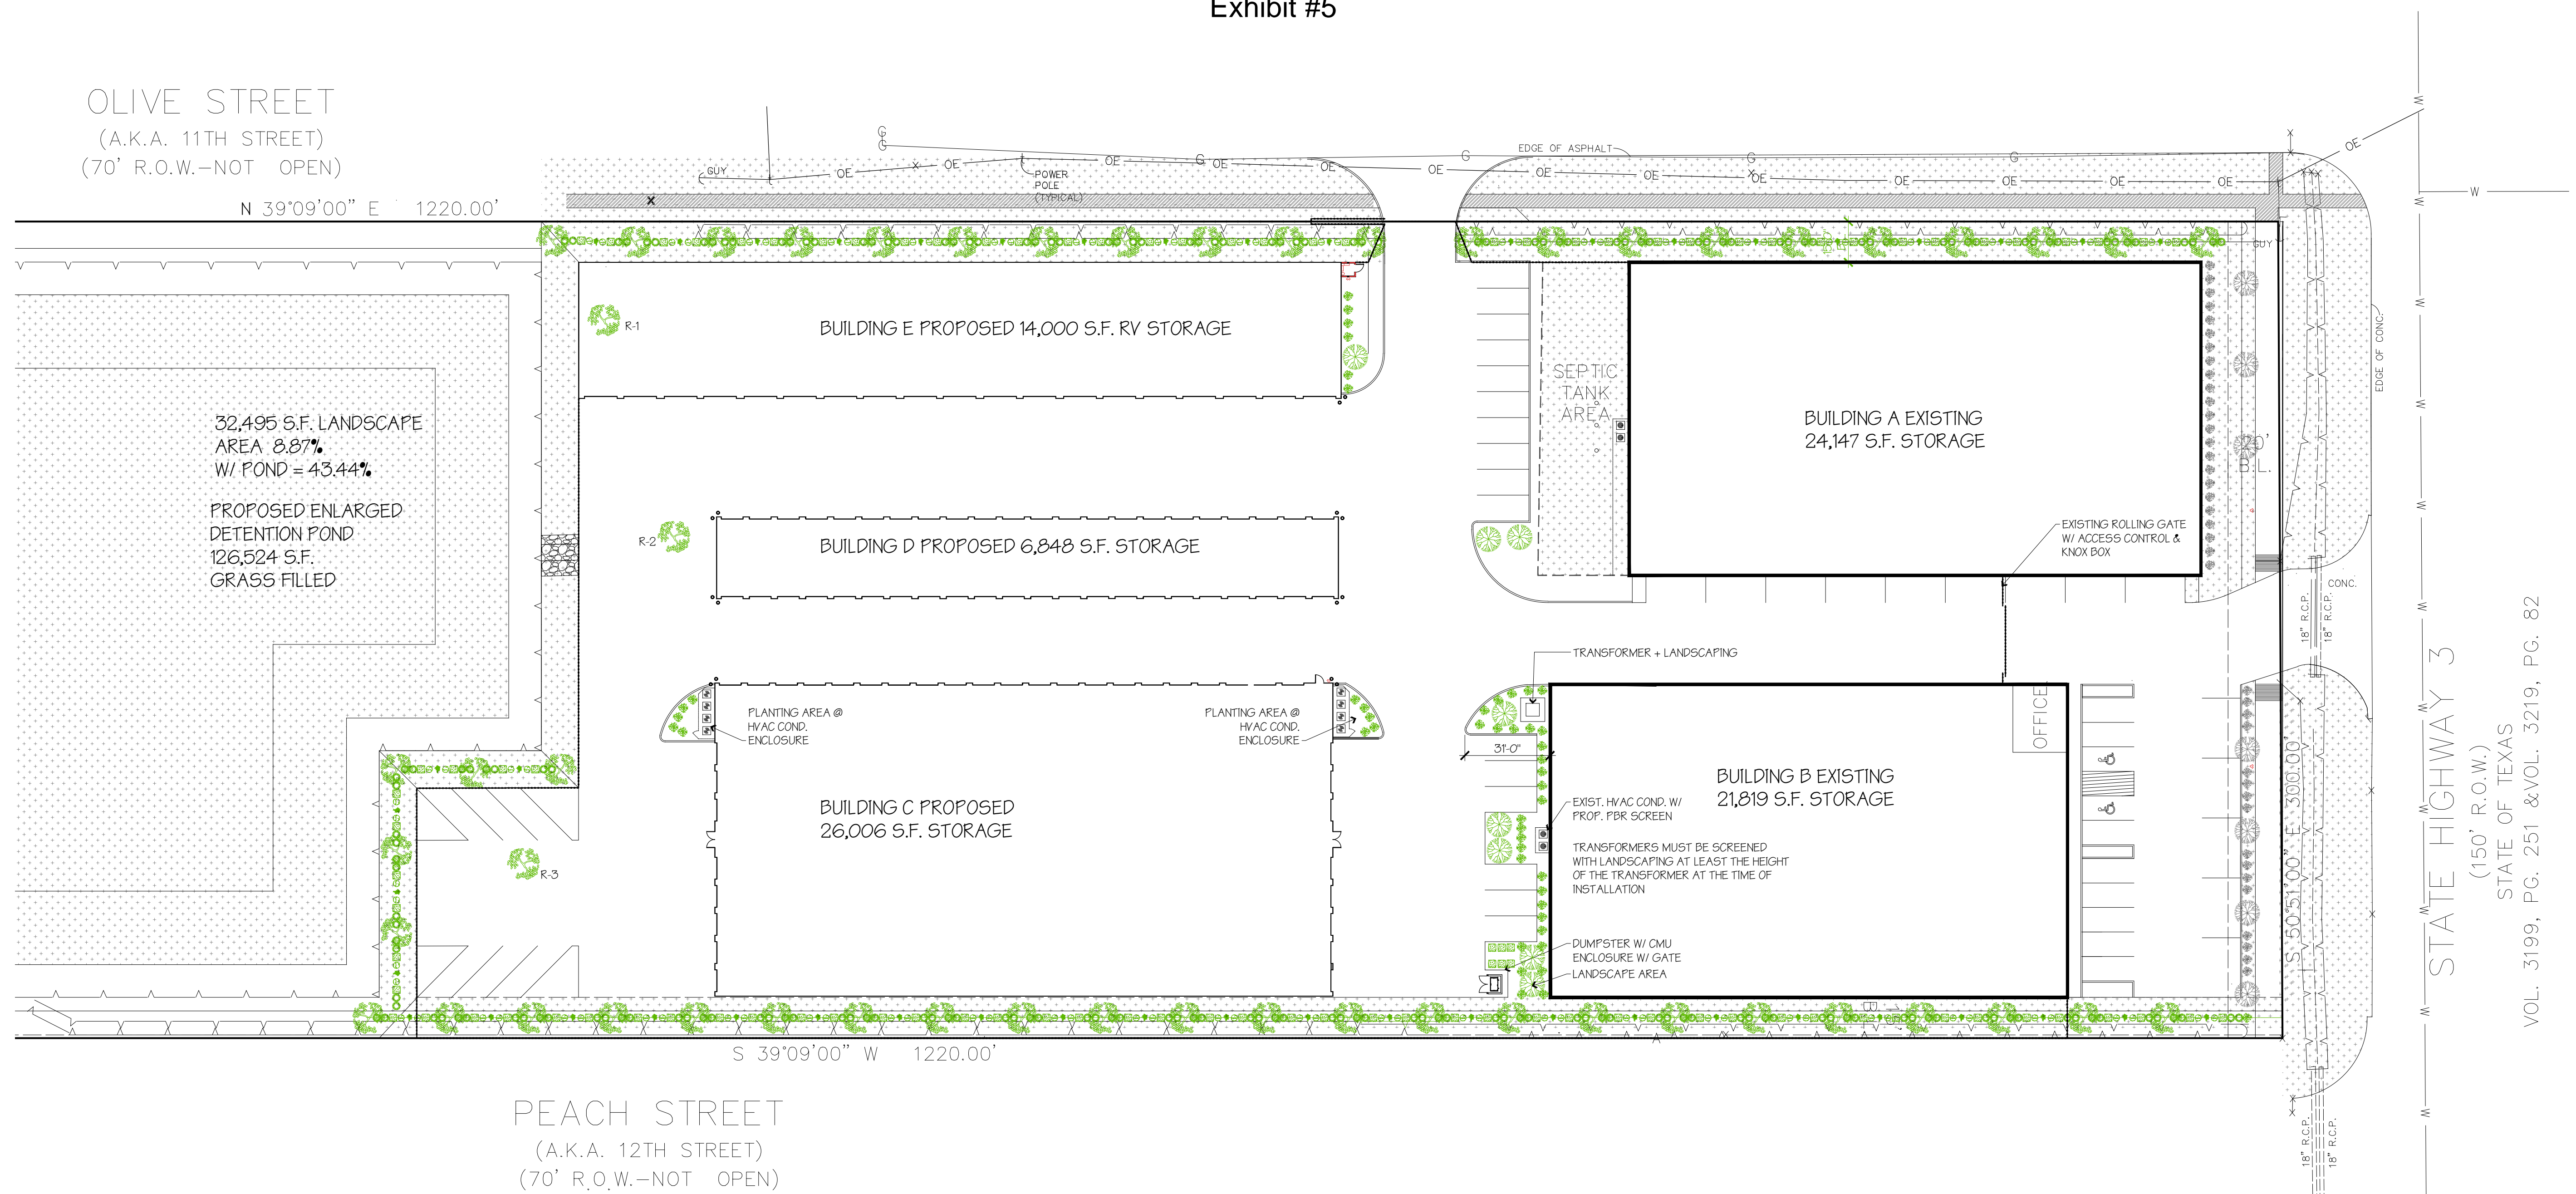 Exhibit #5
OLIVE STREET
(A.K.A. 11TH STREET)
(70' R.O.W.–NOT OPEN)
N 39°09'00" E 1220.00'
GUY
OE
X
OE
POWER
POLE
(TYPICAL)
G
G
OE
G
OE
OE
OE
G
EDGE OF ASPHALT
OE
OE
G
X
OE
OE
G
OE
OE
OE
OE
X
X
GUY
W
W
W
W
EDGE OF CONC.
R-1
BUILDING E PROPOSED 14,000 S.F. RV STORAGE
SEPTIC
TANK
AREA
BUILDING A EXISTING
24,147 S.F. STORAGE
20'
B.L.
32,495 S.F. LANDSCAPE
AREA 8.87%
W/ POND = 43.44%
PROPOSED ENLARGED
DETENTION POND
126,524 S.F.
GRASS FILLED
R-2
BUILDING D PROPOSED 6,848 S.F. STORAGE
EXISTING ROLLING GATE
W/ ACCESS CONTROL &
KNOX BOX
CONC.
18" R.C.P.
18" R.C.P.
TRANSFORMER + LANDSCAPING
PLANTING AREA @
HVAC COND.
ENCLOSURE
PLANTING AREA @
HVAC COND.
ENCLOSURE
31'-0"
OFFICE
BUILDING B EXISTING
21,819 S.F. STORAGE
BUILDING C PROPOSED
26,006 S.F. STORAGE
EXIST. HVAC COND. W/
PROP. PBR SCREEN
TRANSFORMERS MUST BE SCREENED
WITH LANDSCAPING AT LEAST THE HEIGHT
OF THE TRANSFORMER AT THE TIME OF
INSTALLATION
R-3
DUMPSTER W/ CMU
ENCLOSURE W/ GATE
LANDSCAPE AREA
S 50°51'00" E 300.00'
STATE HIGHWAY 3
(150' R.O.W.)
STATE OF TEXAS
VOL. 3199, PG. 251 &VOL. 3219, PG. 82
S 39°09'00" W 1220.00'
PEACH STREET
(A.K.A. 12TH STREET)
(70' R.O.W.–NOT OPEN)
18" R.C.P.
18" R.C.P.